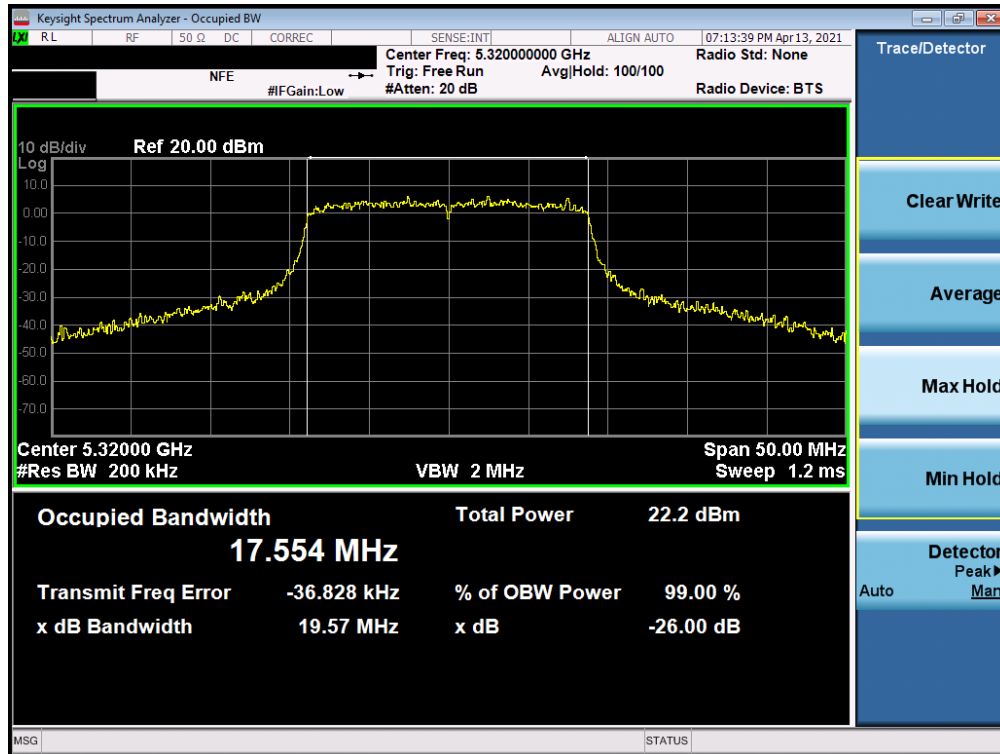 Keysight Spectrum Analyzer - Occupied BW
LXI RL RF 50 Ω DC CORREC SENSE:INT ALIGN AUTO 07:13:39 PM Apr 13, 2021
Center Freq: 5.320000000 GHz Radio Std: None
NFE Trig: Free Run Avg|Hold: 100/100
#IFGain:Low #Atten: 20 dB Radio Device: BTS
Trace/Detector
10 dB/div Ref 20.00 dBm
Log
10.0
0.00
-10.0
-20.0
-30.0
-40.0
-50.0
-60.0
-70.0
Center 5.32000 GHz Span 50.00 MHz
#Res BW 200 kHz VBW 2 MHz Sweep 1.2 ms
Occupied Bandwidth Total Power 22.2 dBm
17.554 MHz
Transmit Freq Error -36.828 kHz % of OBW Power 99.00 %
x dB Bandwidth 19.57 MHz x dB -26.00 dB
Clear Write
Average
Max Hold
Min Hold
Detector
Peak
Auto Man
MSG STATUS